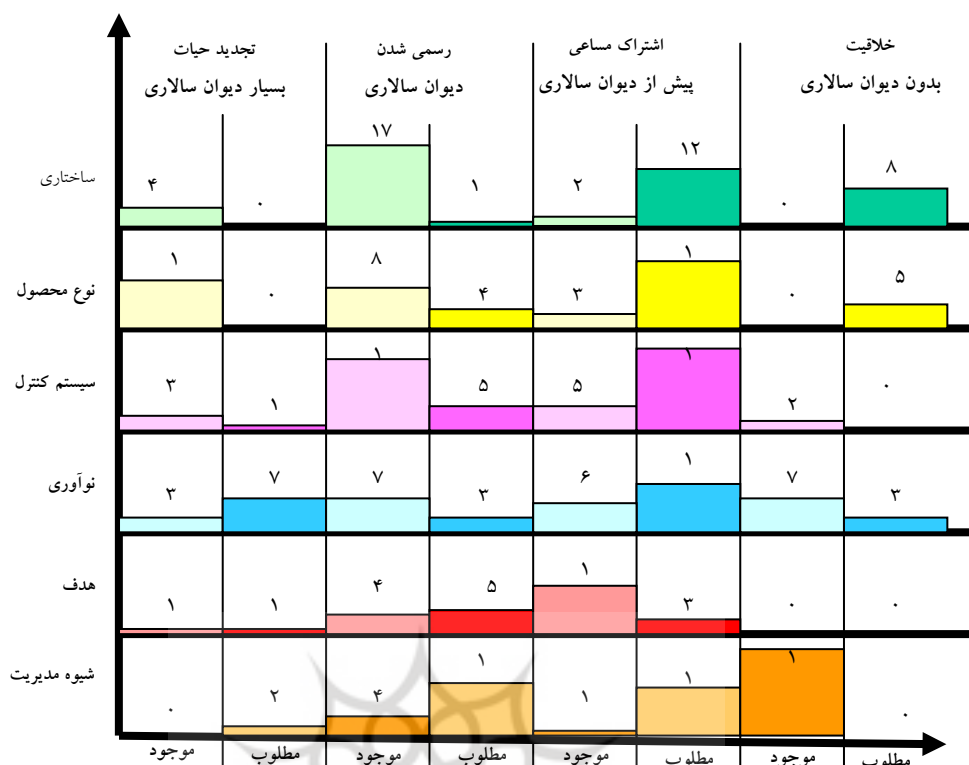 خلاقیت
اشتراک مساعی
رسمی شدن
تجدید حیات
بدون دیوان سالاری
پیش از دیوان سالاری
دیوان سالاری
بسیار دیوان سالاری
ساختاری
۴ ۰ ۱۷ ۱ ۲ ۱۲ ۰ ۸
نوع محصول
۱ ۰ ۸ ۴ ۳ ۱ ۰ ۵
سیستم کنترل
۳ ۱ ۱ ۵ ۵ ۱ ۲ ۰
نوآوری
۳ ۷ ۷ ۳ ۶ ۱ ۷ ۳
هدف
۱ ۱ ۴ ۵ ۱ ۳ ۰ ۰
شیوه مدیریت
۰ ۲ ۴ ۱ ۱ ۱ ۱ ۰
موجود مطلوب موجود مطلوب موجود مطلوب موجود مطلوب